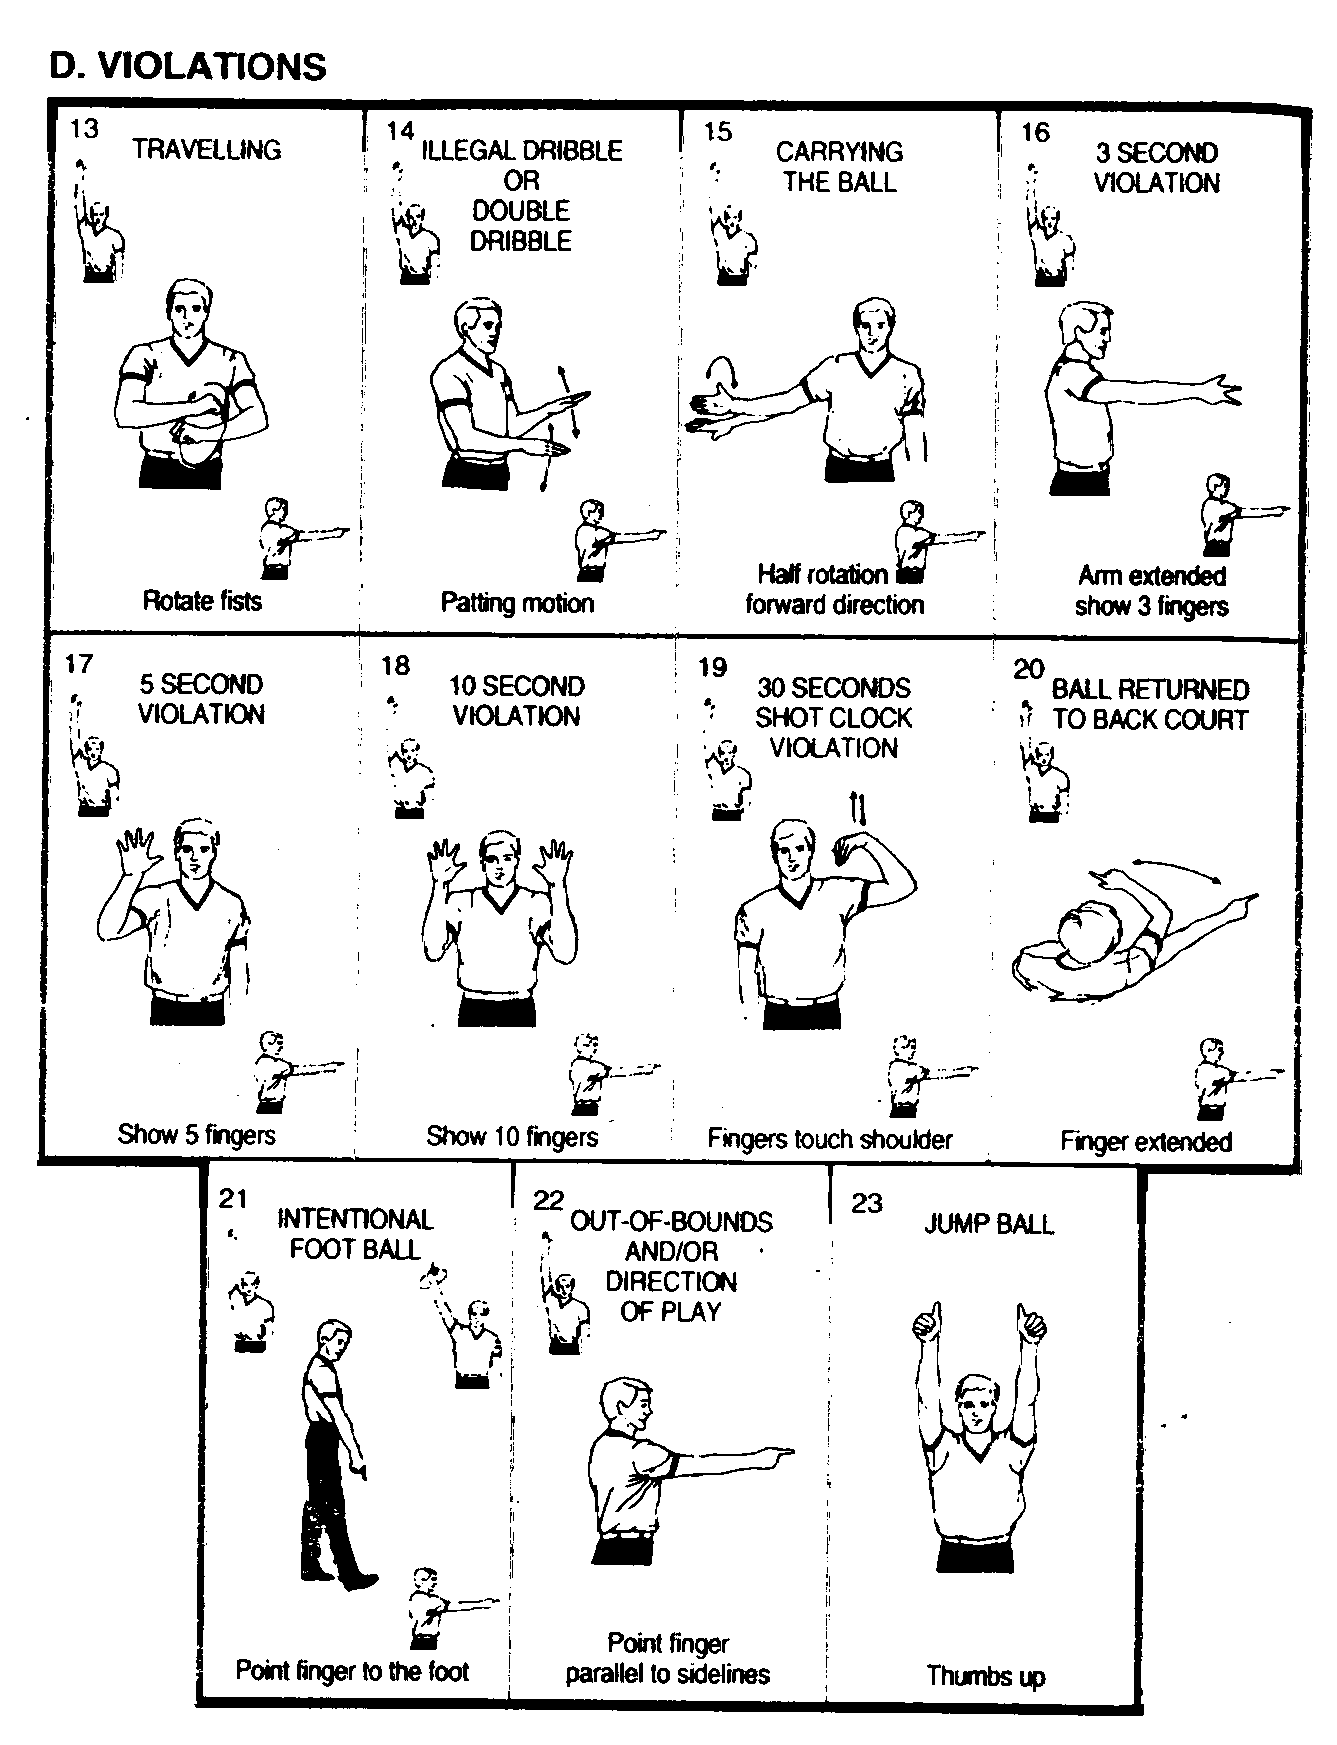 D. VIOLATIONS
13
TRAVELLING
Rotate fists
14
ILLEGAL DRIBBLE
OR
DOUBLE
DRIBBLE
Patting motion
15
CARRYING
THE BALL
Half rotation
forward direction
16
3 SECOND
VIOLATION
Arm extended
show 3 fingers
17
5 SECOND
VIOLATION
Show 5 fingers
18
10 SECOND
VIOLATION
Show 10 fingers
19
30 SECONDS
SHOT CLOCK
VIOLATION
Fingers touch shoulder
20
BALL RETURNED
TO BACK COURT
Finger extended
21
INTENTIONAL
FOOT BALL
Point finger to the foot
22
OUT-OF-BOUNDS
AND/OR
DIRECTION
OF PLAY
Point finger
parallel to sidelines
23
JUMP BALL
Thumbs up